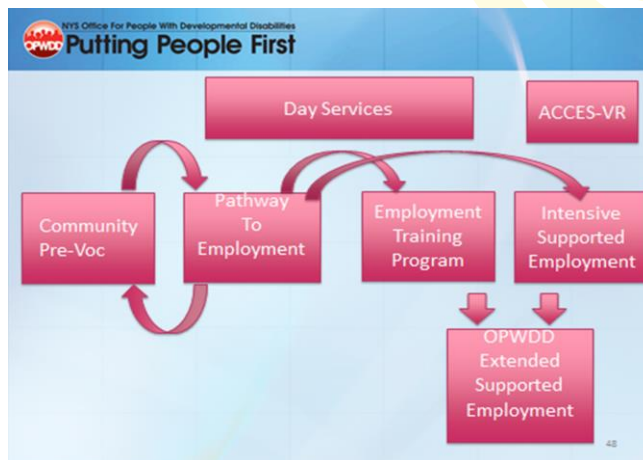 NYS Office For People With Developmental Disabilities
OPWDD
Putting People First
Day Services
ACCES-VR
Community
Pre-Voc
Pathway
To
Employment
Employment
Training
Program
Intensive
Supported
Employment
OPWDD
Extended
Supported
Employment
48